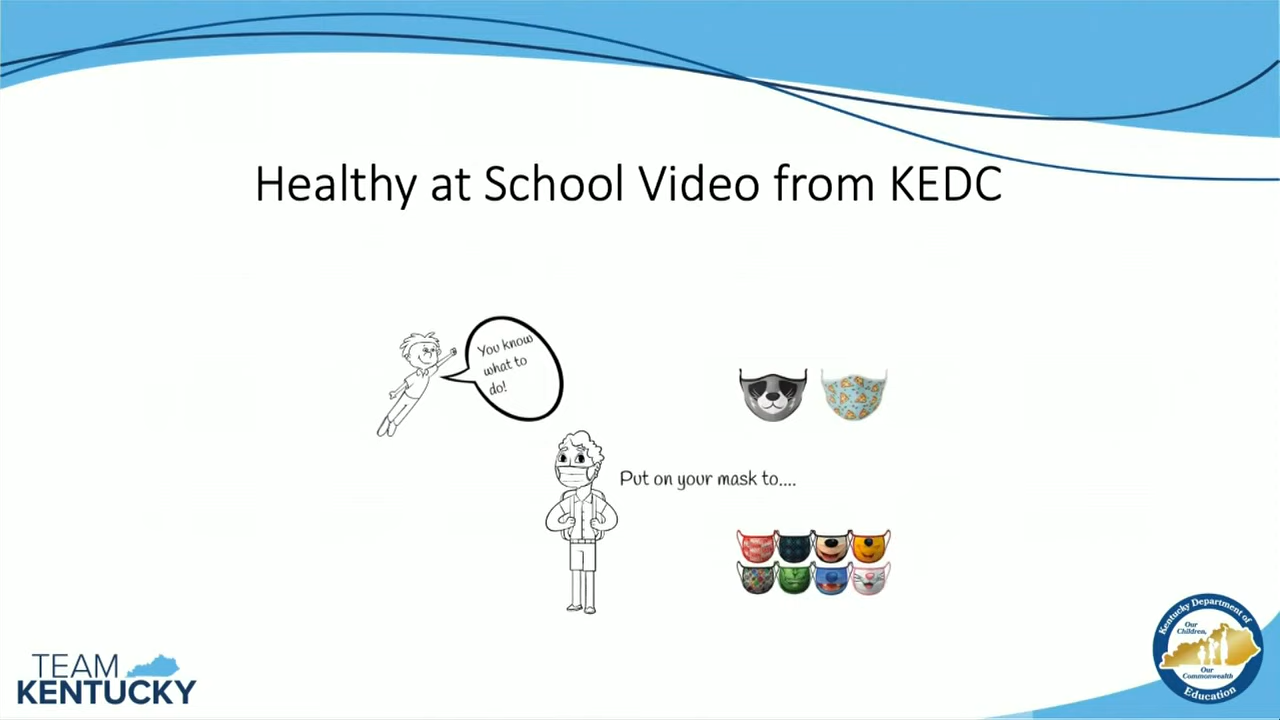 Healthy at School Video from KEDC
You know
what to
do!
Put on your mask to....
TEAM
KENTUCKY
Kentucky Department of
Our
Children,
Our
Commonwealth
Education